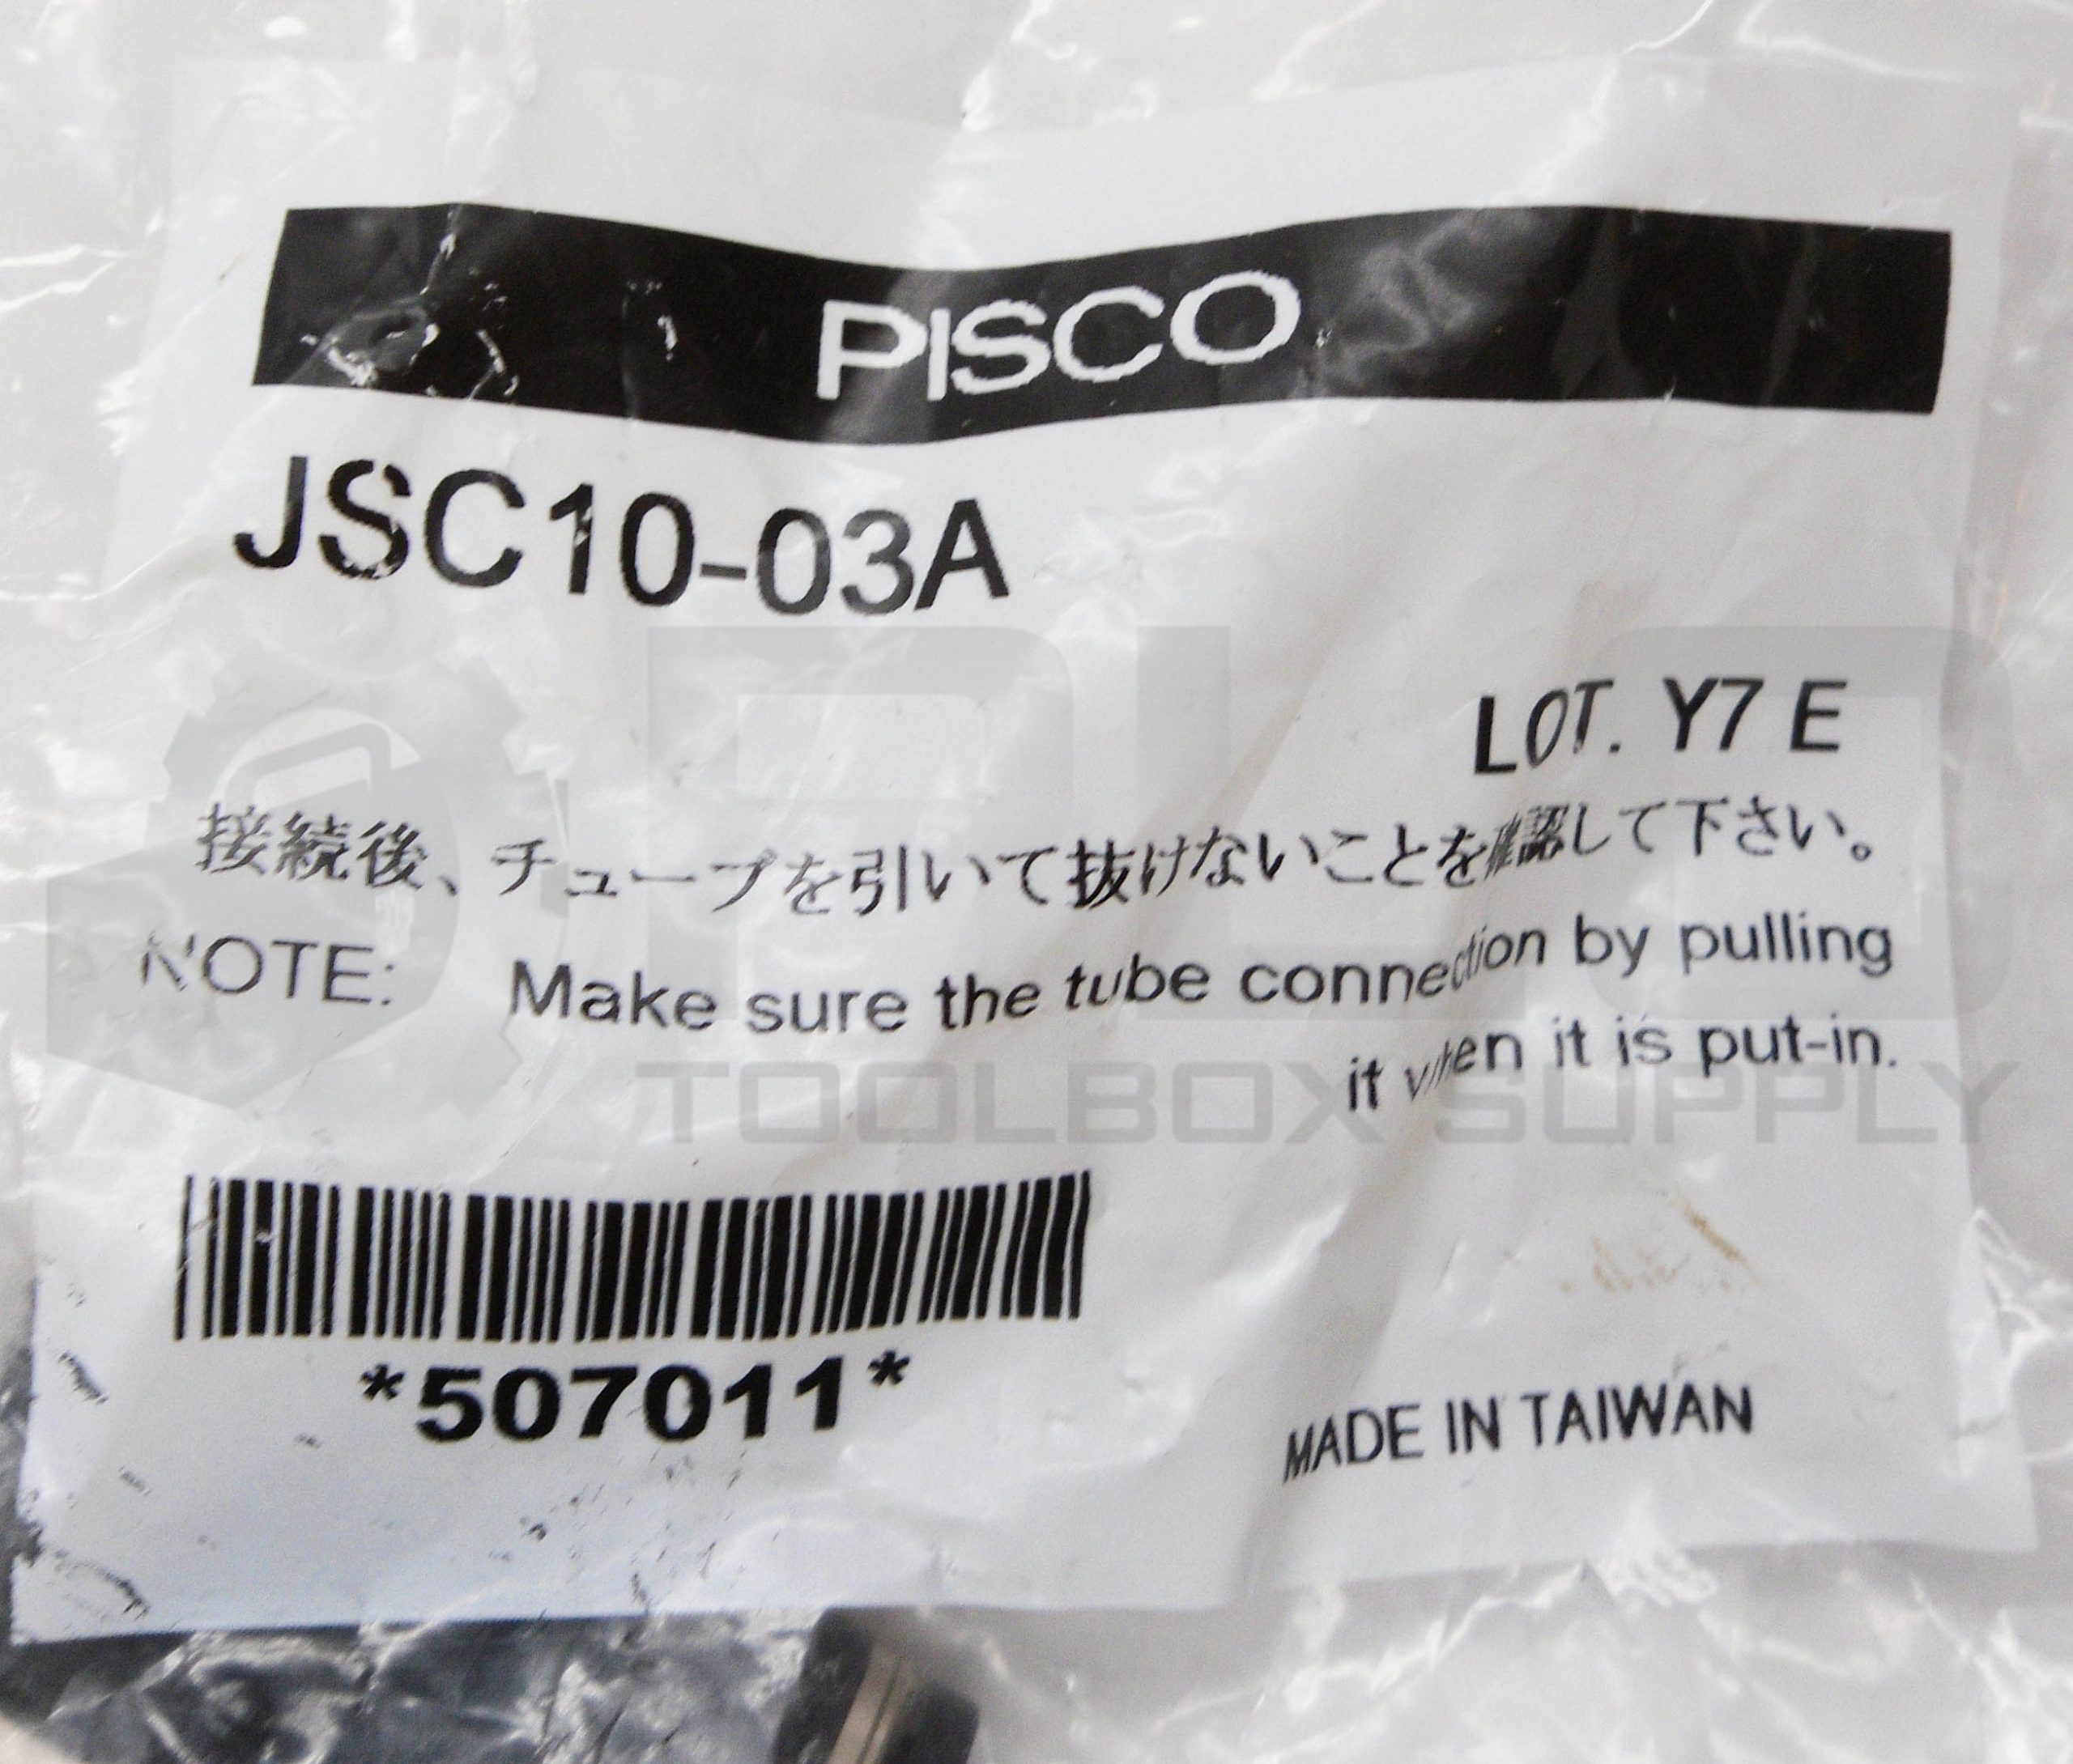 PISCO
JSC10-03A
LOT. Y7 E
接続後、チューブを引いて抜けないことを確認して下さい。
NOTE: Make sure the tube connection by pulling
it when it is put-in.
PLC
TOOLBOX SUPPLY
*507011*
MADE IN TAIWAN